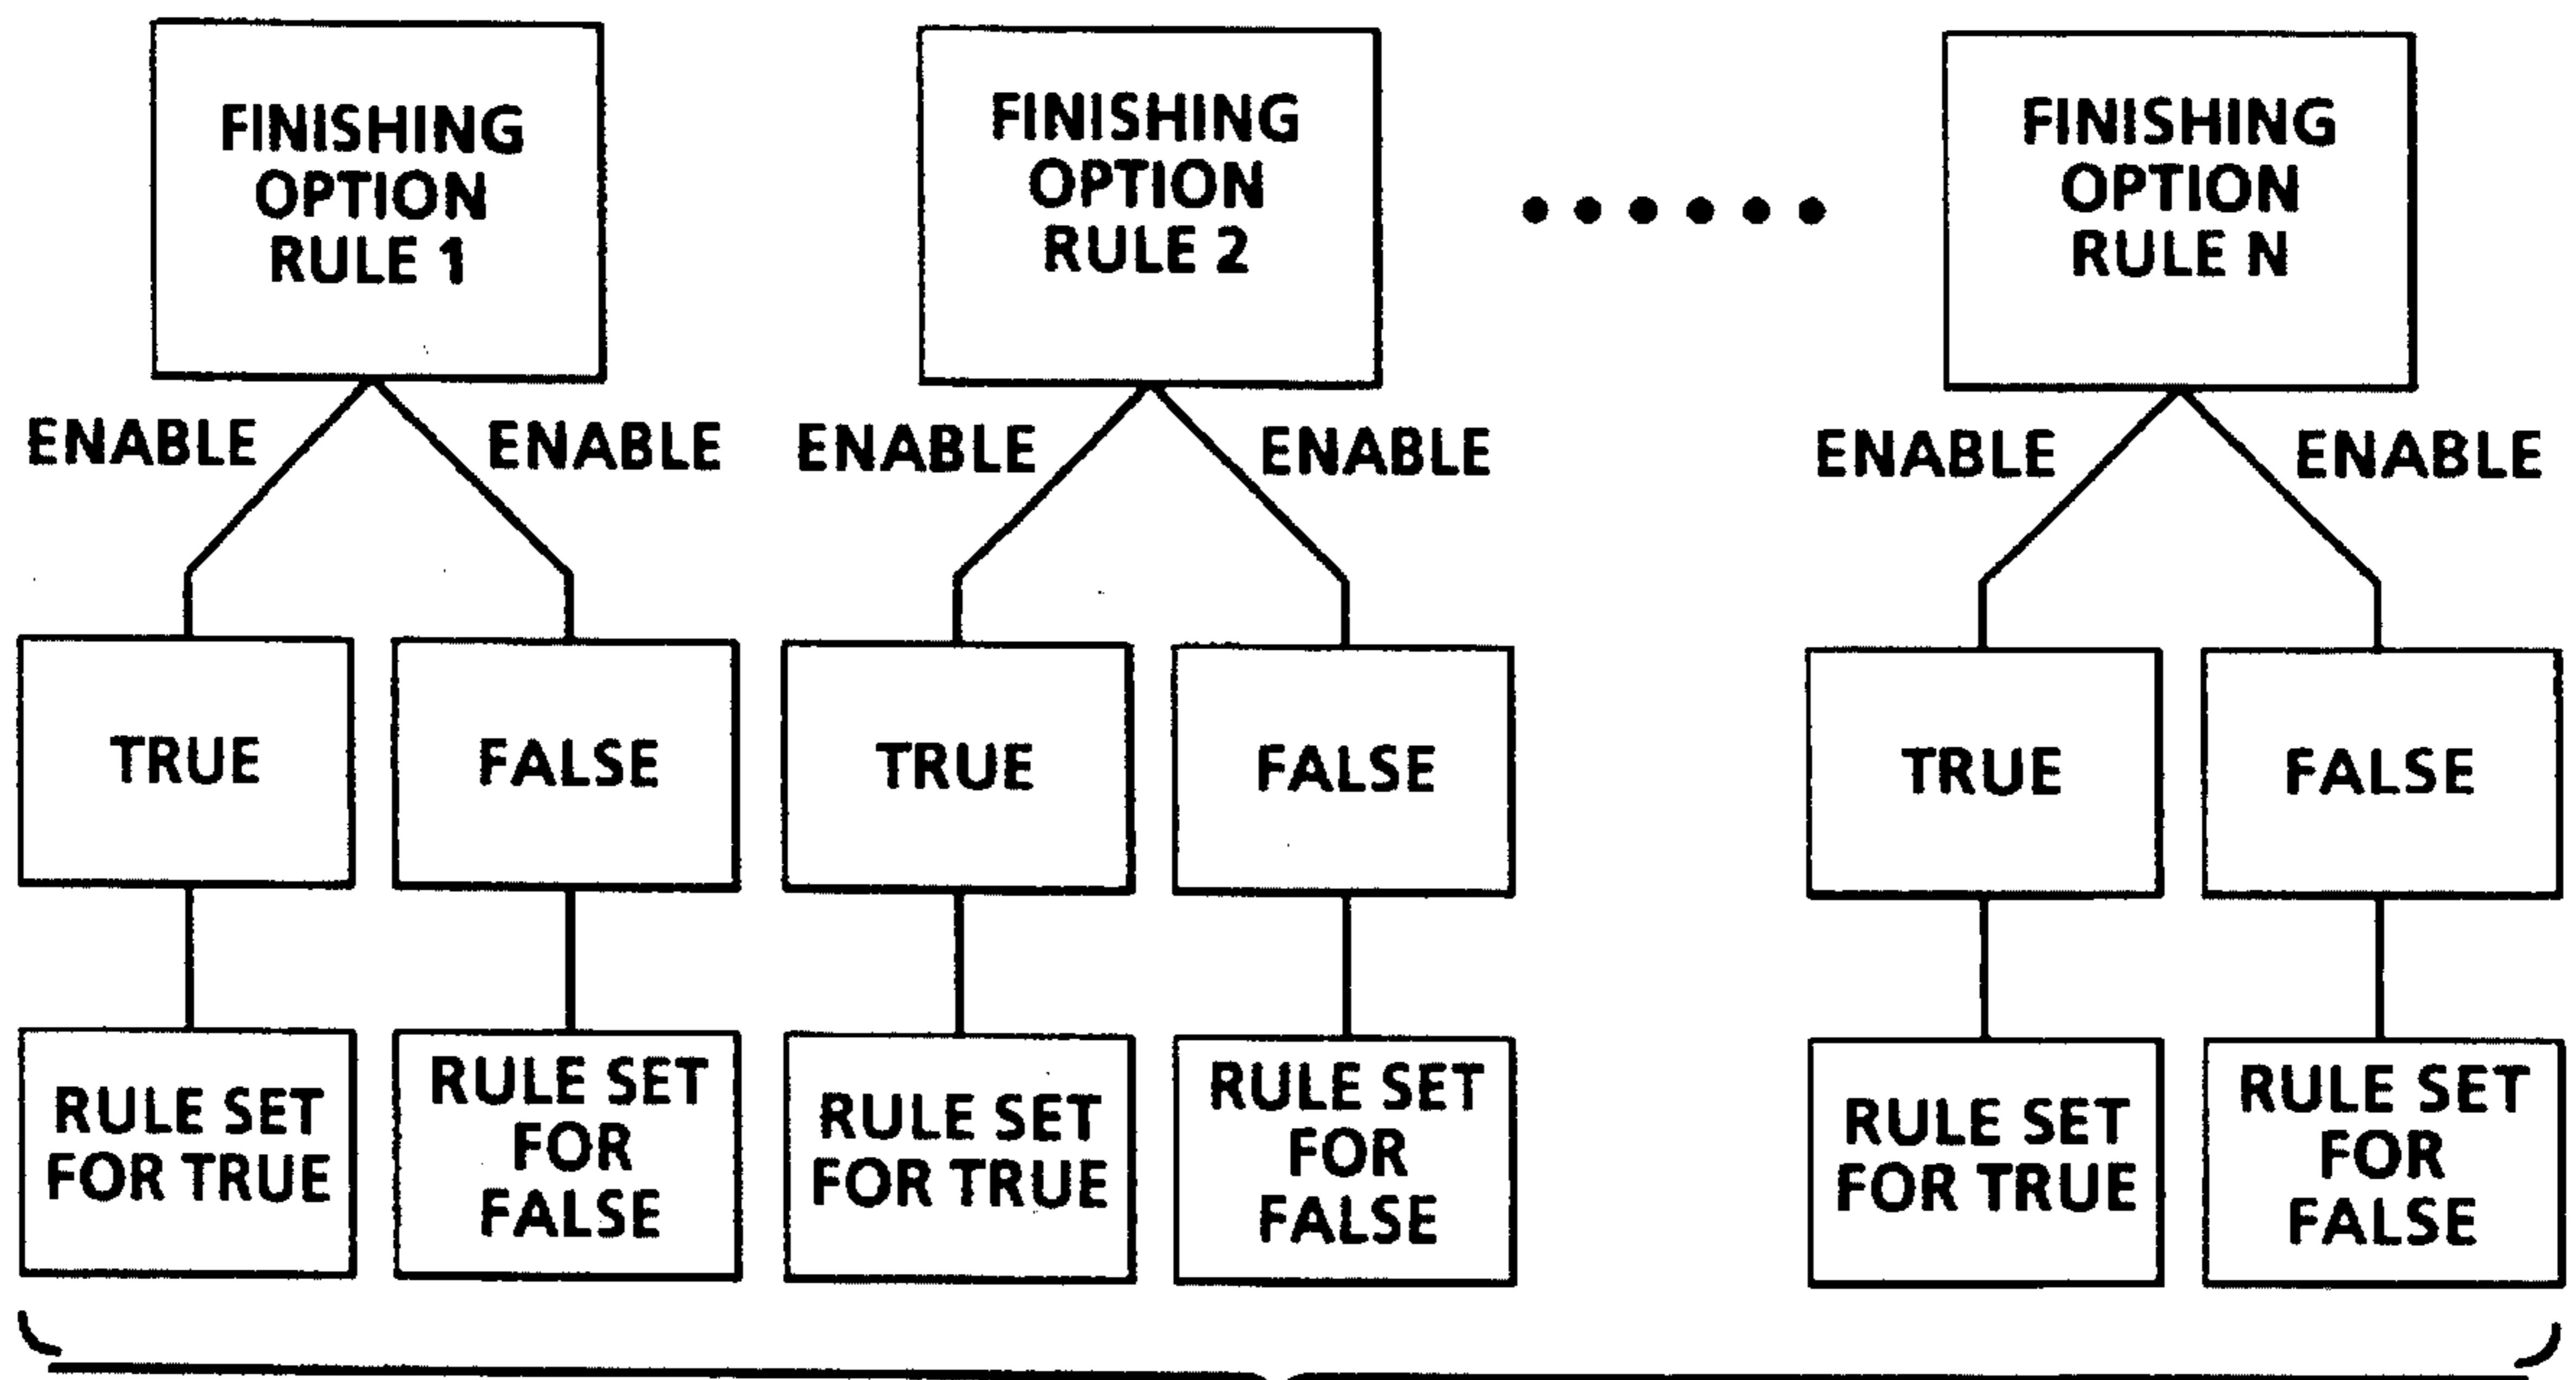 FINISHING
OPTION
RULE 1
FINISHING
OPTION
RULE 2
FINISHING
OPTION
RULE N
ENABLE
ENABLE
ENABLE
ENABLE
ENABLE
ENABLE
TRUE
FALSE
TRUE
FALSE
TRUE
FALSE
RULE SET
FOR TRUE
RULE SET
FOR
FALSE
RULE SET
FOR TRUE
RULE SET
FOR
FALSE
RULE SET
FOR TRUE
RULE SET
FOR
FALSE